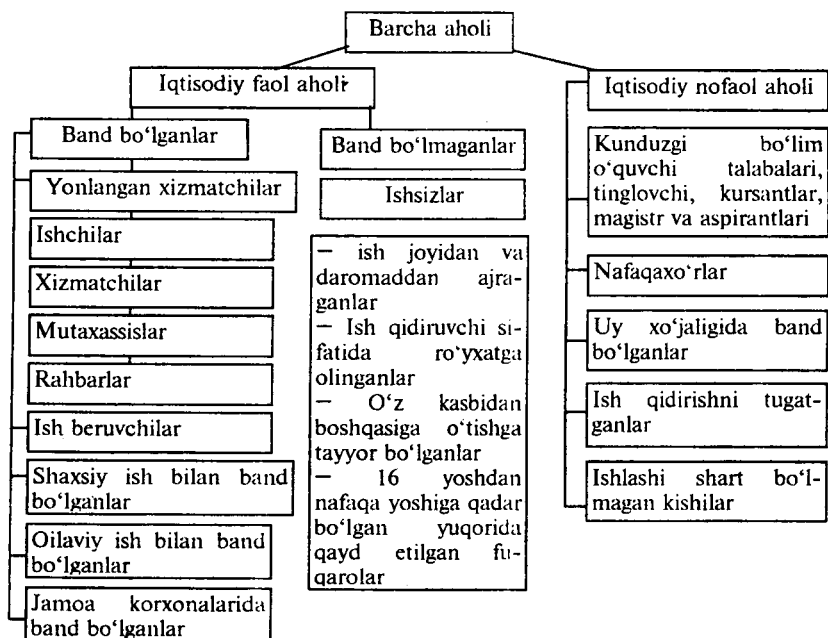 Barcha aholi
Iqtisodiy faol aholi
Band bo‘lganlar
Yonlangan xizmatchilar
Ishchilar
Xizmatchilar
Mutaxassislar
Rahbarlar
Ish beruvchilar
Shaxsiy ish bilan band
bo‘lganlar
Oilaviy ish bilan band
bo‘lganlar
Jamoa korxonalarida
band bo‘lganlar
Band bo‘lmaganlar
Ishsizlar
— ish joyidan va
daromaddan ajra-
ganlar
— Ish qidiruvchi si-
fatida ro‘yxatga
olinganlar
— O‘z kasbidan
boshqasiga o‘tishga
tayyor bo‘lganlar
— 16 yoshdan
nafaqa yoshiga qadar
bo‘lgan yuqorida
qayd etilgan fu-
qarolar
Iqtisodiy nofaol aholi
Kunduzgi bo‘lim
o‘quvchi talabalari,
tinglovchi, kursantlar,
magistr va aspirantlari
Nafaqaxo‘rlar
Uy xo‘jaligida band
bo‘lganlar
Ish qidirishni tugat-
ganlar
Ishlashi shart bo‘l-
magan kishilar